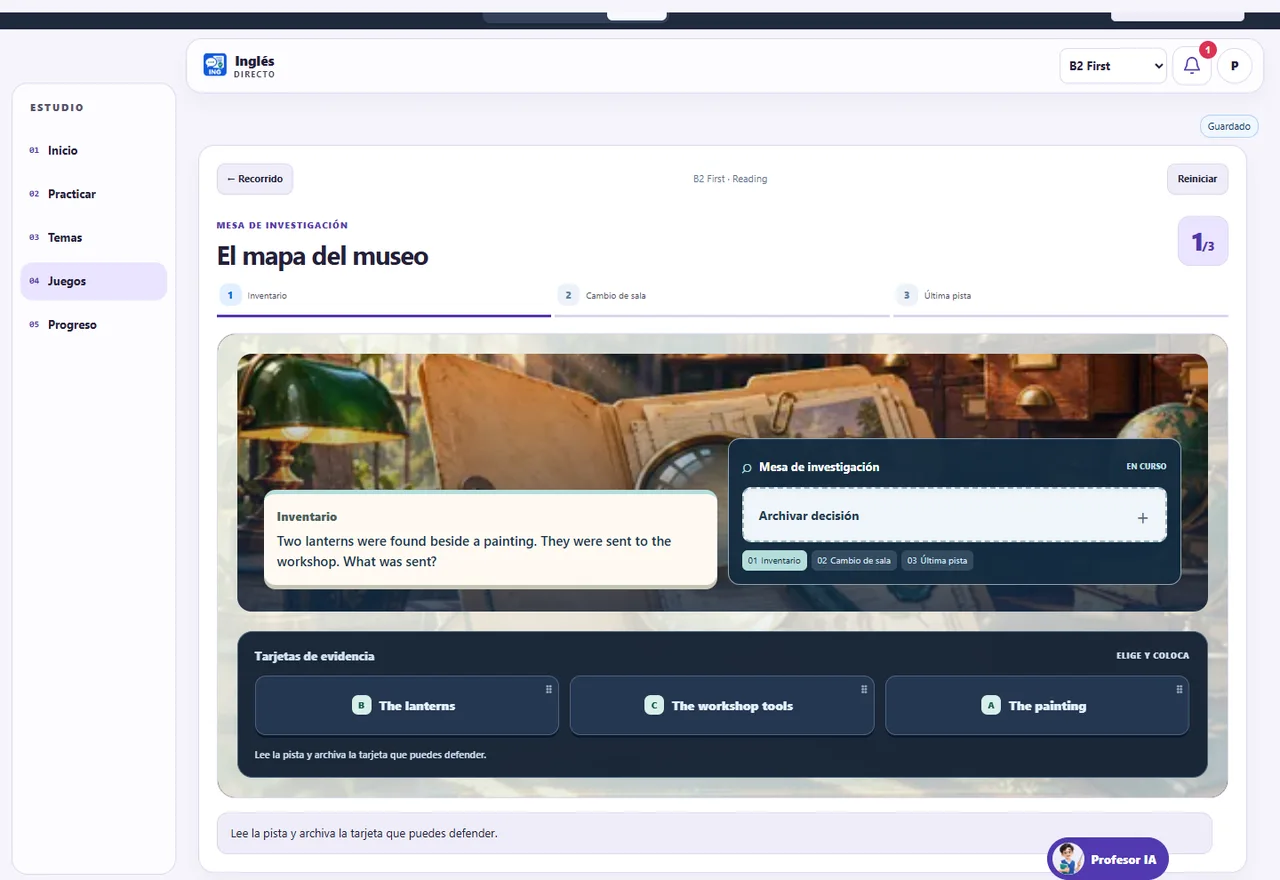 ING
Inglés
DIRECTO
B2 First
1
P
ESTUDIO
01 Inicio
02 Practicar
03 Temas
04 Juegos
05 Progreso
Guardado
← Recorrido
B2 First · Reading
Reiniciar
MESA DE INVESTIGACIÓN
El mapa del museo
1/3
1 Inventario
2 Cambio de sala
3 Última pista
Inventario
Two lanterns were found beside a painting. They were sent to the
workshop. What was sent?
Mesa de investigación
EN CURSO
Archivar decisión
+
01 Inventario
02 Cambio de sala
03 Última pista
Tarjetas de evidencia
ELIGE Y COLOCA
B The lanterns
C The workshop tools
A The painting
Lee la pista y archiva la tarjeta que puedes defender.
Lee la pista y archiva la tarjeta que puedes defender.
Profesor IA